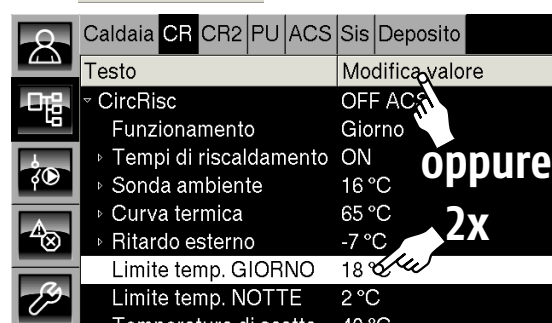 Caldaia CR CR2 PU ACS Sis Deposito
Testo Modifica valore
CircRisc OFF ACS
Funzionamento Giorno
oppure
Tempi di riscaldamento ON
Sonda ambiente 16 °C
Curva termica 65 °C
2x
Ritardo esterno -7 °C
Limite temp. GIORNO 18 °C
Limite temp. NOTTE 2 °C